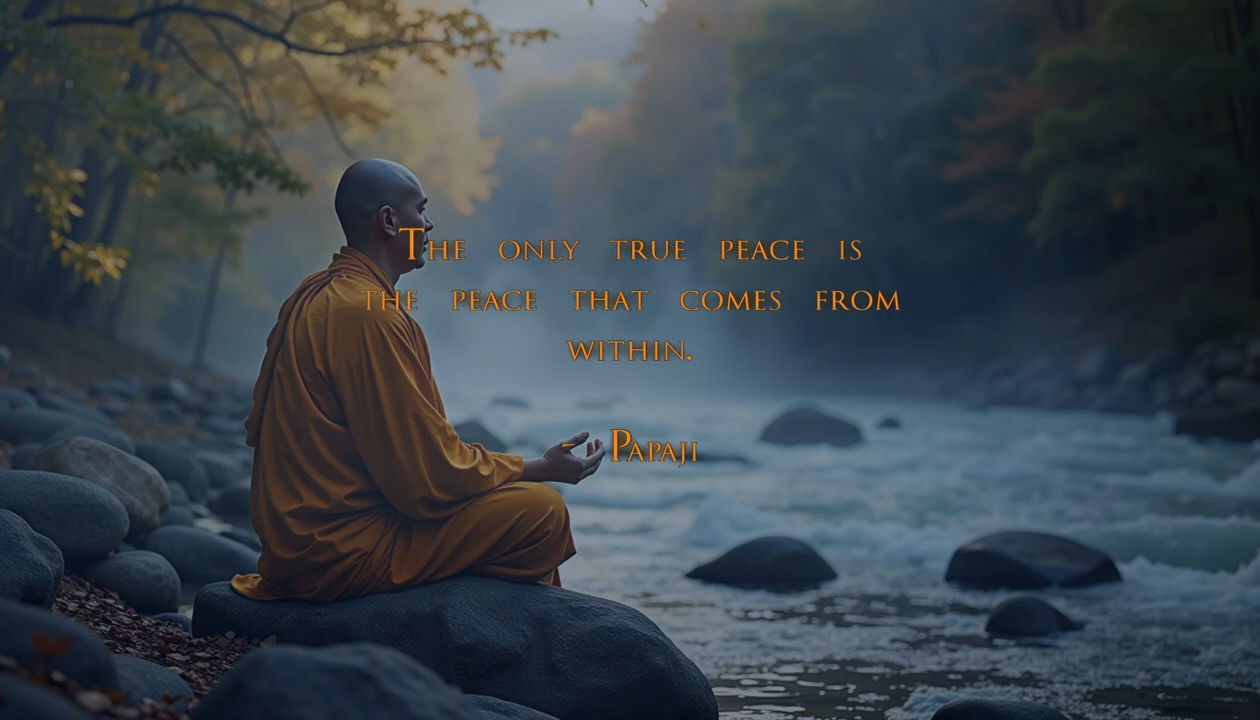 The only true peace is
the peace that comes from
within.
- Papaji